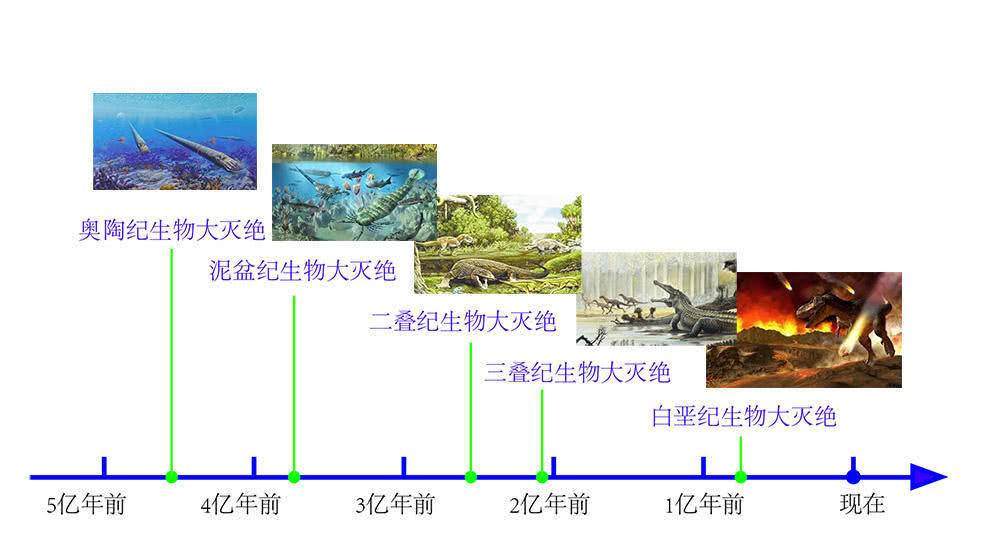 奥陶纪生物大灭绝
泥盆纪生物大灭绝
二叠纪生物大灭绝
三叠纪生物大灭绝
白垩纪生物大灭绝
5亿年前
4亿年前
3亿年前
2亿年前
1亿年前
现在